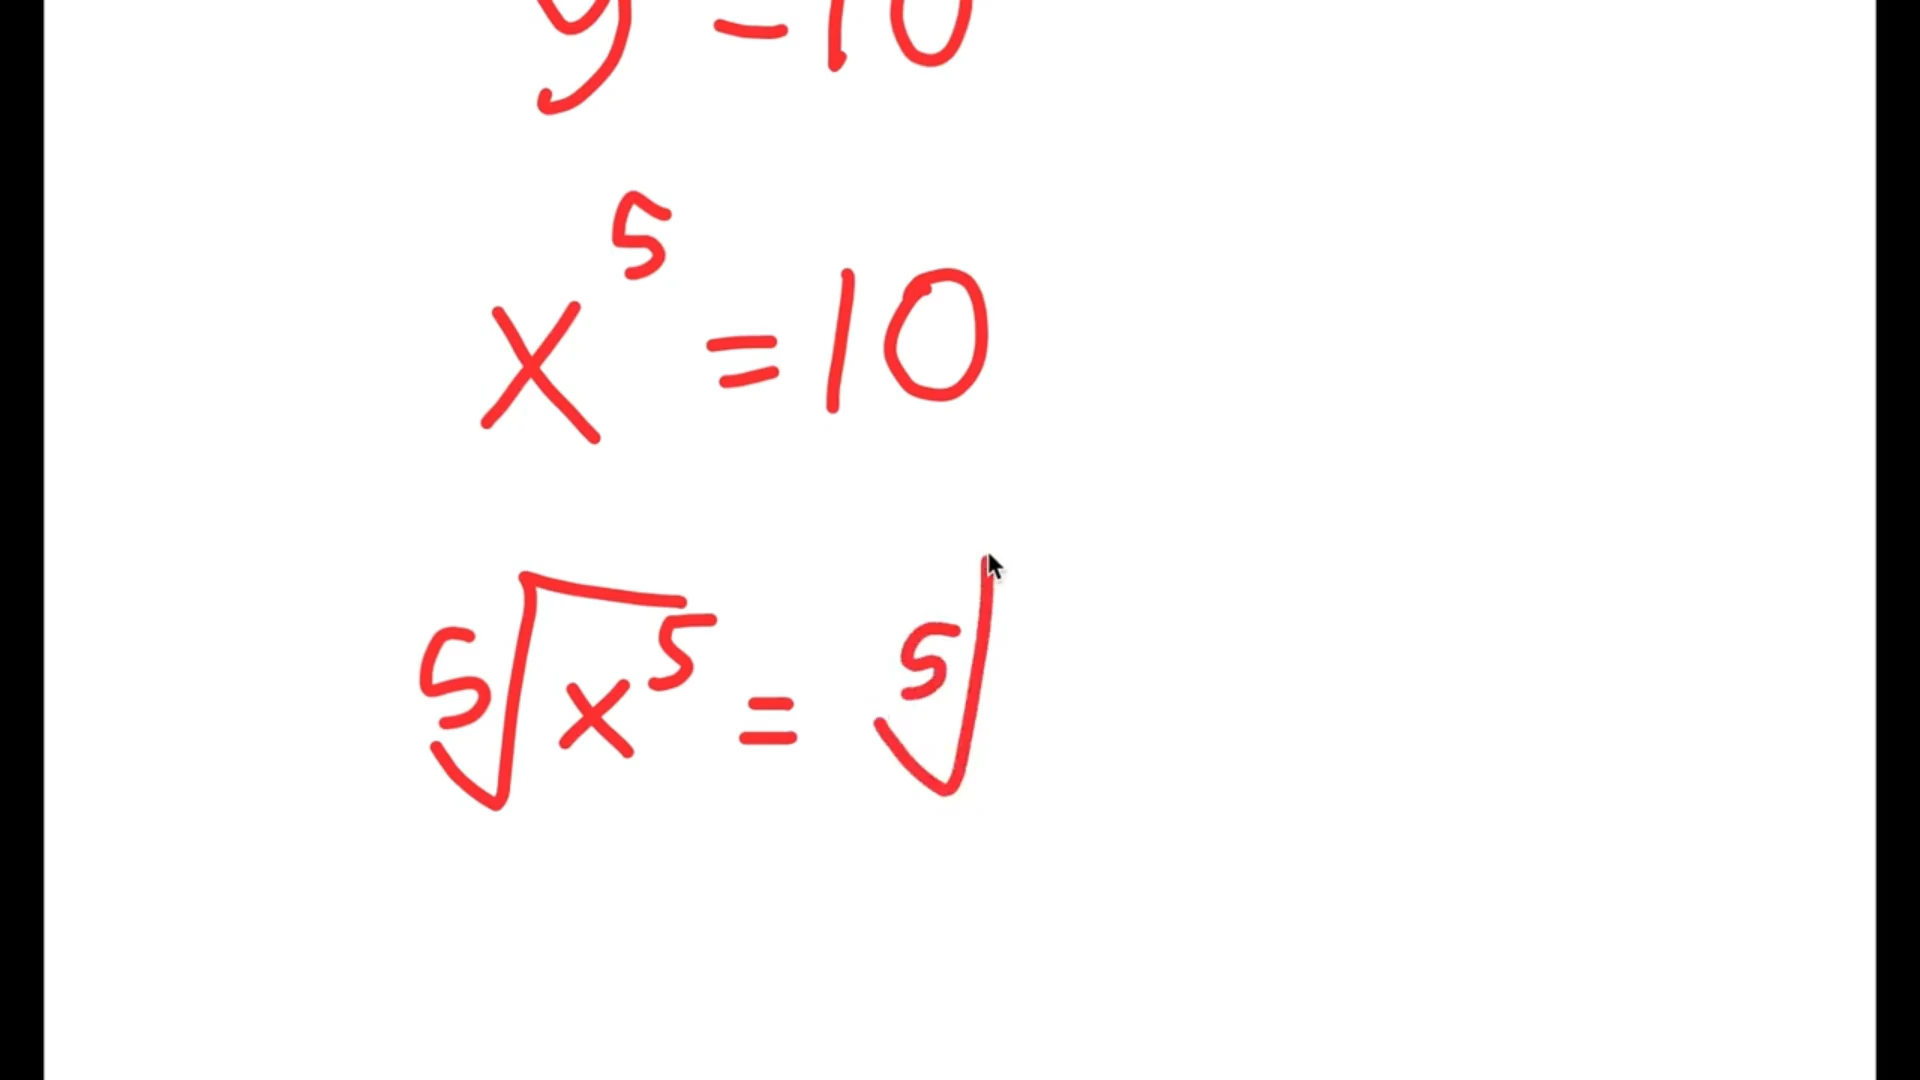 y = 10
x⁵ = 10
⁵√x⁵ = ⁵√